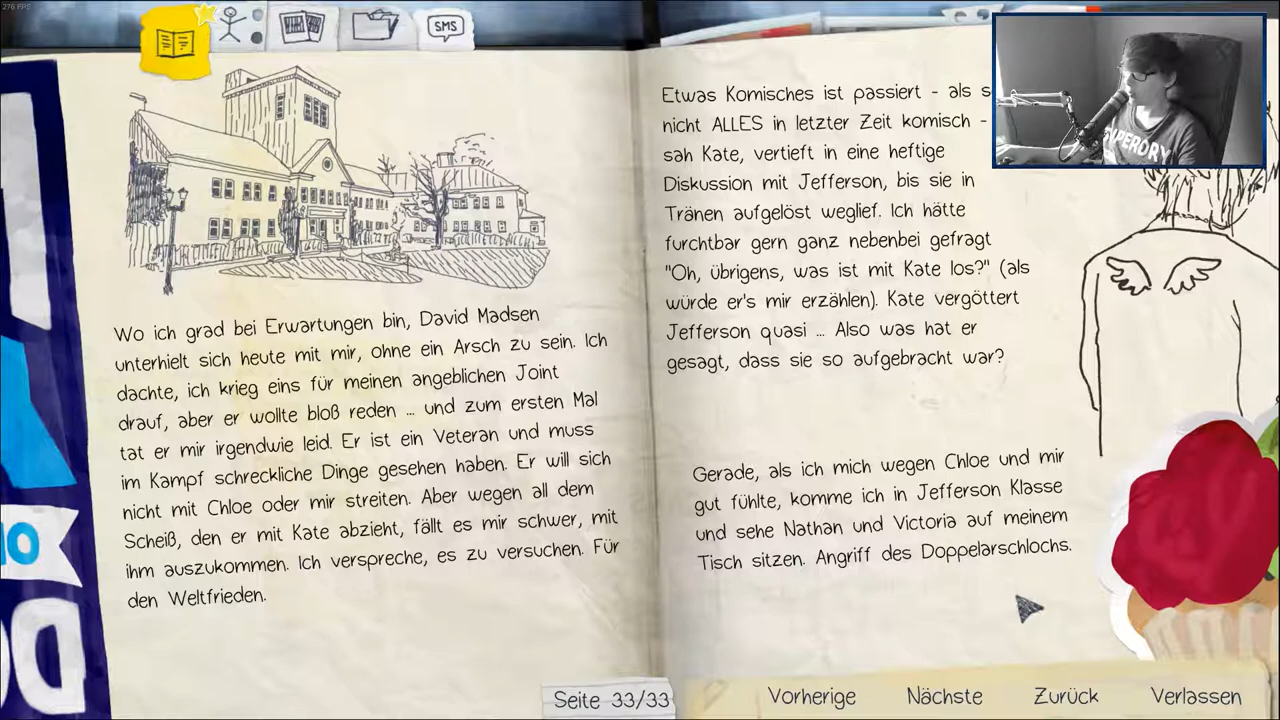 276 FPS
SMS
Wo ich grad bei Erwartungen bin, David Madsen
unterhielt sich heute mit mir, ohne ein Arsch zu sein. Ich
dachte, ich krieg eins für meinen angeblichen Joint
drauf, aber er wollte bloß reden ... und zum ersten Mal
tat er mir irgendwie leid. Er ist ein Veteran und muss
im Kampf schreckliche Dinge gesehen haben. Er will sich
nicht mit Chloe oder mir streiten. Aber wegen all dem
Scheiß, den er mit Kate abzieht, fällt es mir schwer, mit
ihm auszukommen. Ich verspreche, es zu versuchen. Für
den Weltfrieden.
Etwas Komisches ist passiert - als
nicht ALLES in letzter Zeit komisch -
sah Kate, vertieft in eine heftige
Diskussion mit Jefferson, bis sie in
Tränen aufgelöst weglief. Ich hätte
furchtbar gern ganz nebenbei gefragt
"Oh, übrigens, was ist mit Kate los?" (als
würde er's mir erzählen). Kate vergöttert
Jefferson quasi ... Also was hat er
gesagt, dass sie so aufgebracht war?
Gerade, als ich mich wegen Chloe und mir
gut fühlte, komme ich in Jefferson Klasse
und sehe Nathan und Victoria auf meinem
Tisch sitzen. Angriff des Doppelarschlochs.
SUPERDRY
Seite 33/33
Vorherige
Nächste
Zurück
Verlassen